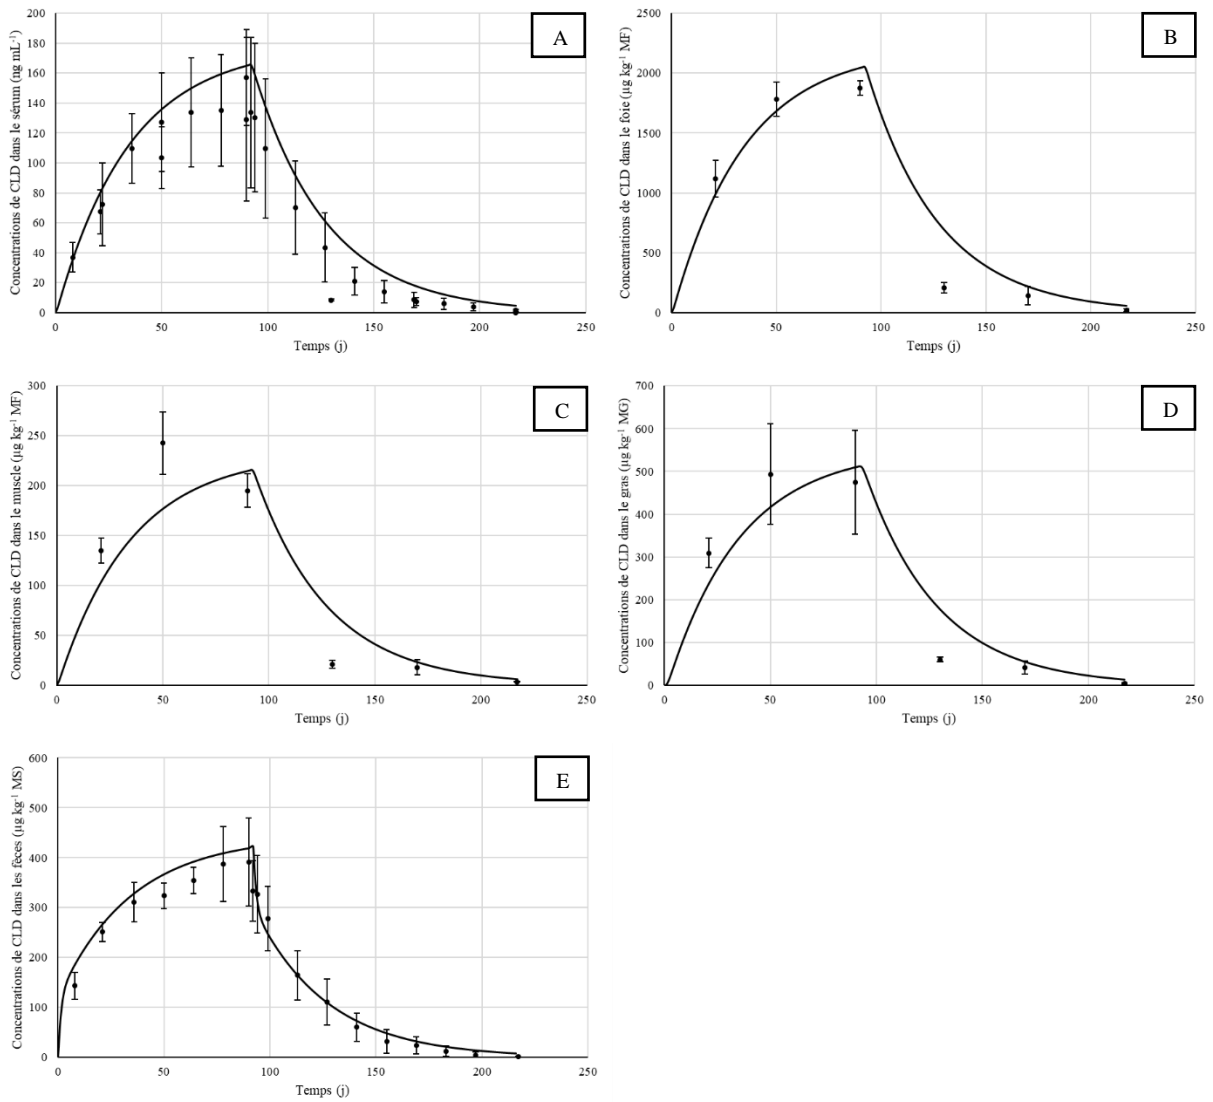 A
Concentrations de CLD dans le sérum (ng mL⁻¹)
200
180
160
140
120
100
80
60
40
20
0
0 50 100 150 200 250
Temps (j)
B
Concentrations de CLD dans le foie (µg kg⁻¹ MF)
2500
2000
1500
1000
500
0
0 50 100 150 200 250
Temps (j)
C
Concentrations de CLD dans le muscle (µg kg⁻¹ MF)
300
250
200
150
100
50
0
0 50 100 150 200 250
Temps (j)
D
Concentrations de CLD dans le gras (µg kg⁻¹ MG)
700
600
500
400
300
200
100
0
0 50 100 150 200 250
Temps (j)
E
Concentrations de CLD dans les fèces (µg kg⁻¹ MS)
600
500
400
300
200
100
0
0 50 100 150 200 250
Temps (j)